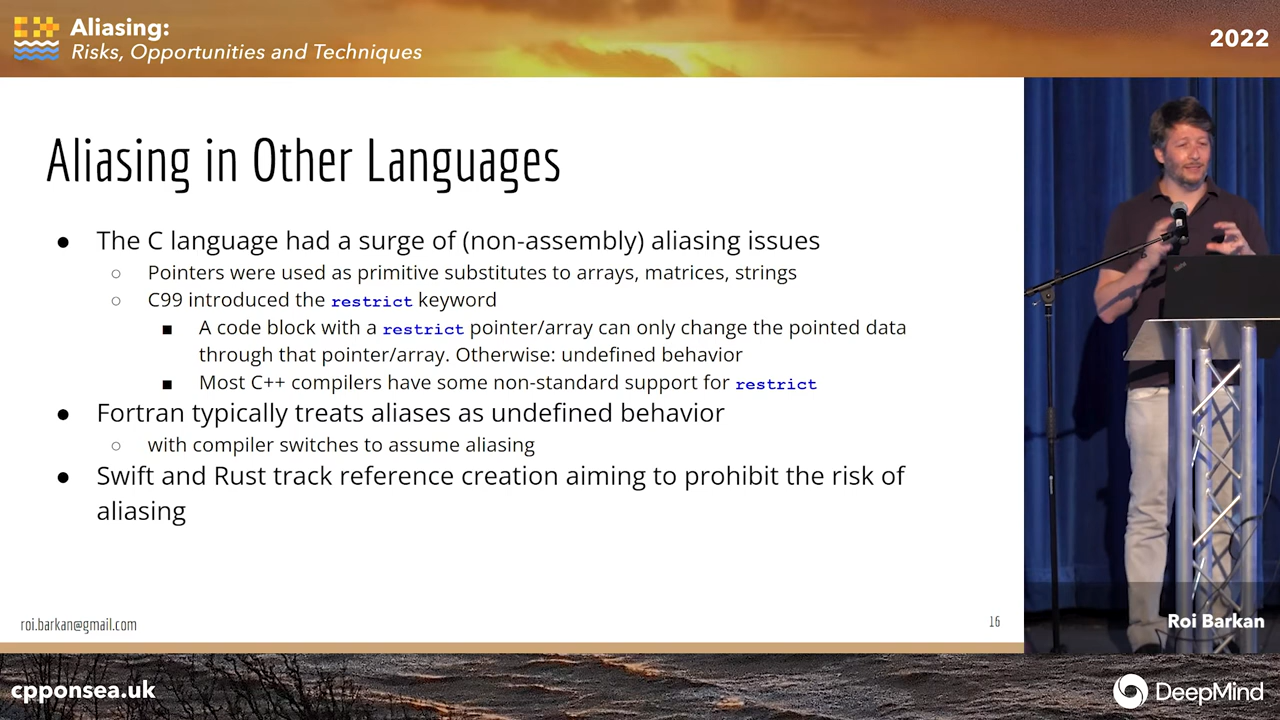 Aliasing:
Risks, Opportunities and Techniques
2022
Aliasing in Other Languages
● The C language had a surge of (non-assembly) aliasing issues
○ Pointers were used as primitive substitutes to arrays, matrices, strings
○ C99 introduced the restrict keyword
■ A code block with a restrict pointer/array can only change the pointed data
through that pointer/array. Otherwise: undefined behavior
■ Most C++ compilers have some non-standard support for restrict
● Fortran typically treats aliases as undefined behavior
○ with compiler switches to assume aliasing
● Swift and Rust track reference creation aiming to prohibit the risk of
aliasing
roi.barkan@gmail.com
16
Roi Barkan
cpponsea.uk
DeepMind